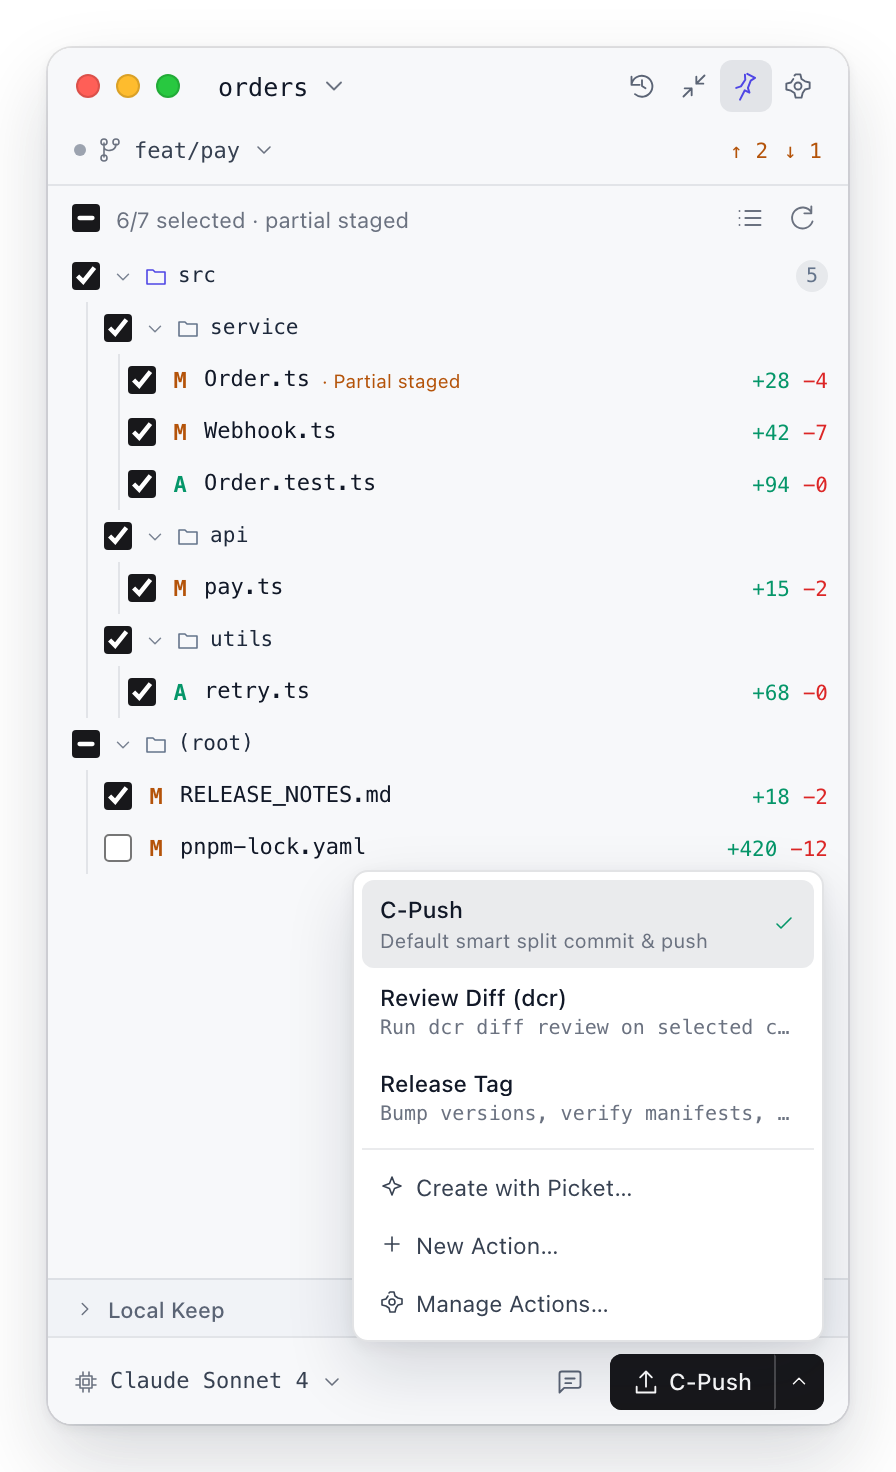 orders
feat/pay ↑ 2 ↓ 1
6/7 selected · partial staged
src 5
service
M Order.ts · Partial staged +28 −4
M Webhook.ts +42 −7
A Order.test.ts +94 −0
api
M pay.ts +15 −2
utils
A retry.ts +68 −0
(root)
M RELEASE_NOTES.md +18 −2
M pnpm-lock.yaml +420 −12
C-Push
Default smart split commit & push
Review Diff (dcr)
Run dcr diff review on selected c…
Release Tag
Bump versions, verify manifests, …
Create with Picket...
New Action...
Manage Actions...
Local Keep
Claude Sonnet 4 C-Push